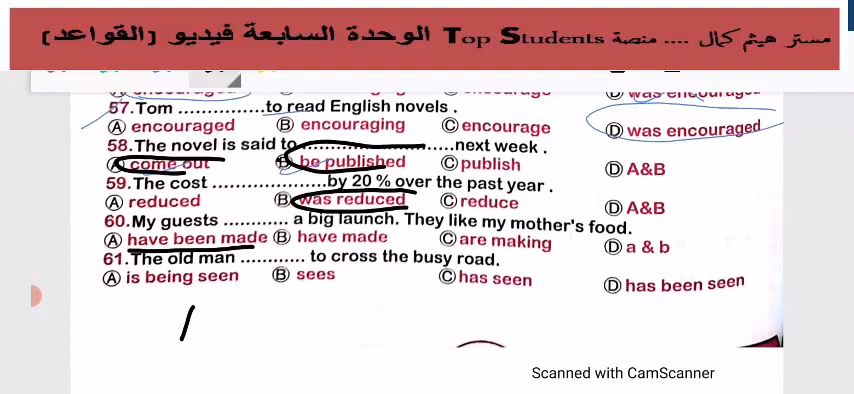 مستر هيثم كمال .... منصة Top Students الوحدة السابعة فيديو (القواعد)
Ⓓ was encouraged
57.Tom ...............to read English novels .
Ⓐ encouraged Ⓑ encouraging Ⓒ encourage Ⓓ was encouraged
58.The novel is said to......................next week .
Ⓐ come out Ⓑ be published Ⓒ publish Ⓓ A&B
59.The cost ....................by 20 % over the past year .
Ⓐ reduced Ⓑ was reduced Ⓒ reduce Ⓓ A&B
60.My guests ............ a big launch. They like my mother's food.
Ⓐ have been made Ⓑ have made Ⓒ are making Ⓓ a & b
61.The old man ............ to cross the busy road.
Ⓐ is being seen Ⓑ sees Ⓒ has seen Ⓓ has been seen
Scanned with CamScanner